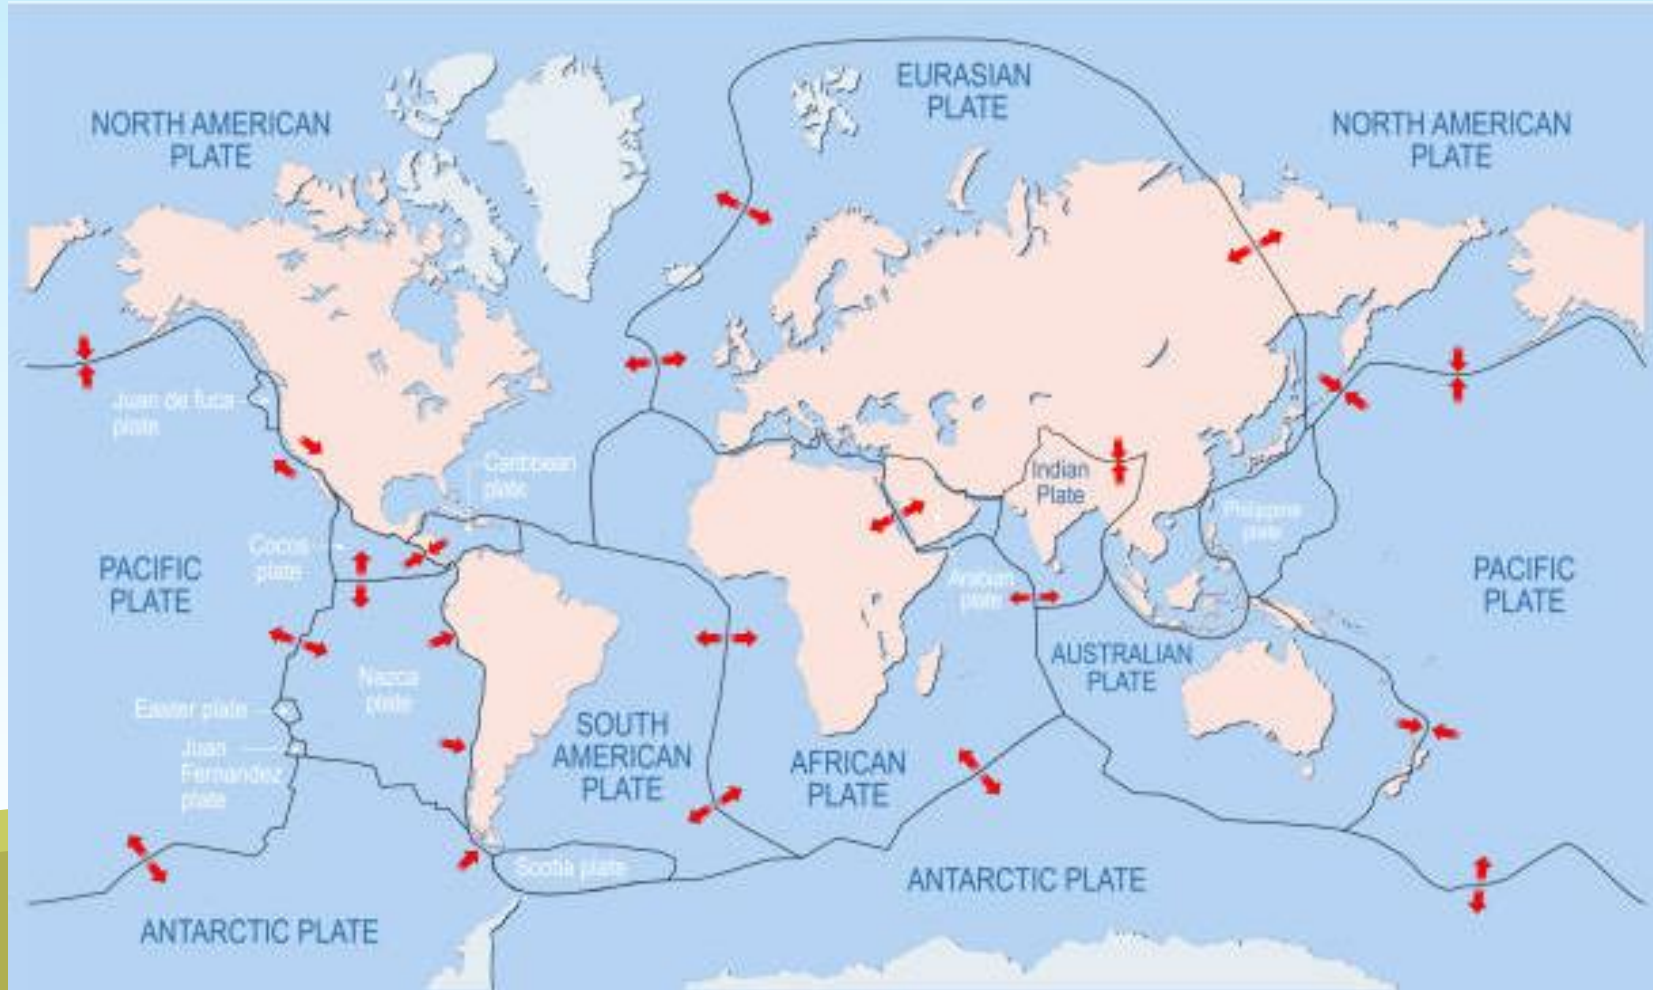 EURASIAN
PLATE
NORTH AMERICAN
PLATE
NORTH AMERICAN
PLATE
Juan de fuca
plate
Caribbean
plate
Indian
Plate
Philippine
plate
Cocos
plate
PACIFIC
PLATE
Arabian
plate
PACIFIC
PLATE
AUSTRALIAN
PLATE
Nazca
plate
Easter plate
Juan
Fernandez
plate
SOUTH
AMERICAN
PLATE
AFRICAN
PLATE
Scotia plate
ANTARCTIC PLATE
ANTARCTIC PLATE